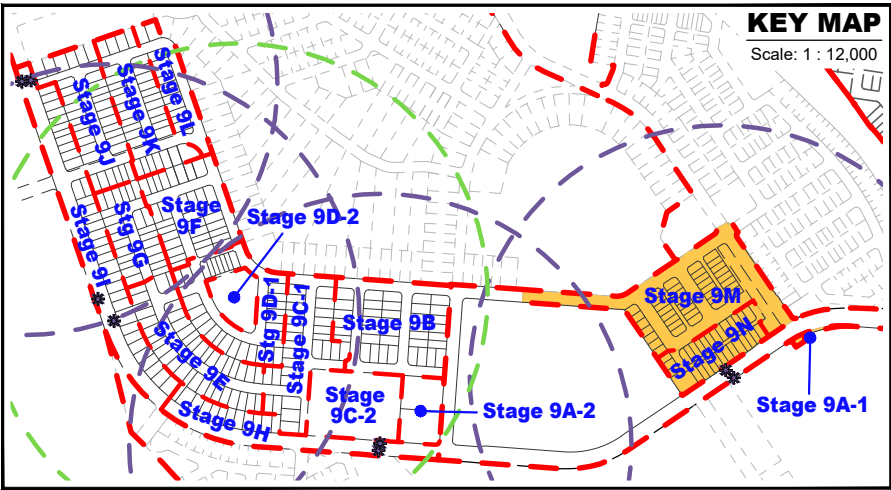 KEY MAP
Scale: 1 : 12,000
Stage 9J
Stage 9K
Stage 9L
Stage 9I
Stg 9G
Stage
9F
Stage 9D-2
Stg 9D-1
Stage 9C-1
Stage 9B
Stage 9E
Stage 9H
Stage
9C-2
Stage 9A-2
Stage 9M
Stage 9N
Stage 9A-1